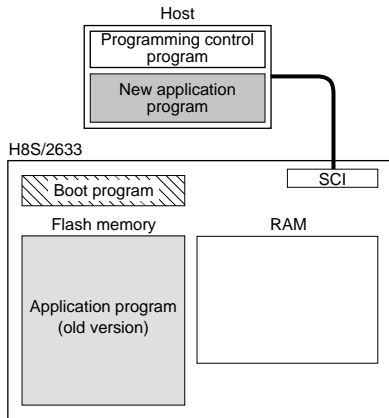 Host
Programming control
program
New application
program
H8S/2633
SCI
Boot program
Flash memory
RAM
Application program
(old version)